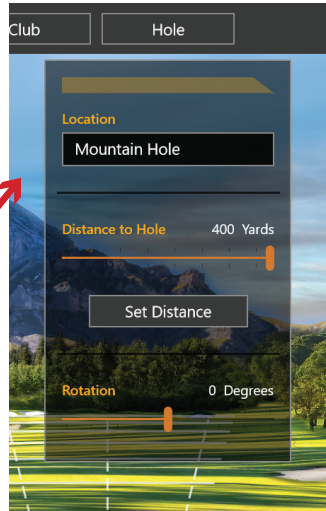 Club
Hole
Location
Mountain Hole
Distance to Hole 400 Yards
Set Distance
Rotation 0 Degrees